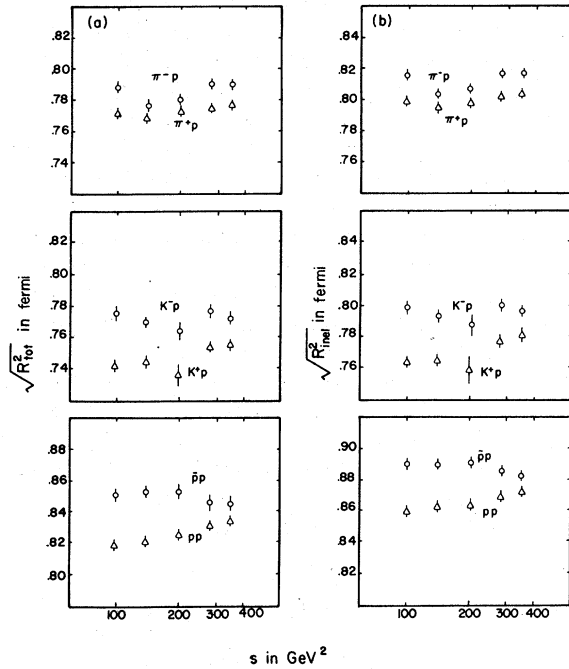 (a)
.84
.82
.80
.78
.76
.74
π−p
π+p
.84
.82
.80
.78
.76
.74
K−p
K+p
.88
.86
.84
.82
.80
p̄p
pp
100
200
300
400
√R²tot in fermi
(b)
.84
.82
.80
.78
.76
π-p
π+p
.84
.82
.80
.78
.76
K−p
K+p
.90
.88
.86
.84
.82
p̄p
pp
100
200
300
400
√R²inel in fermi
s in GeV²